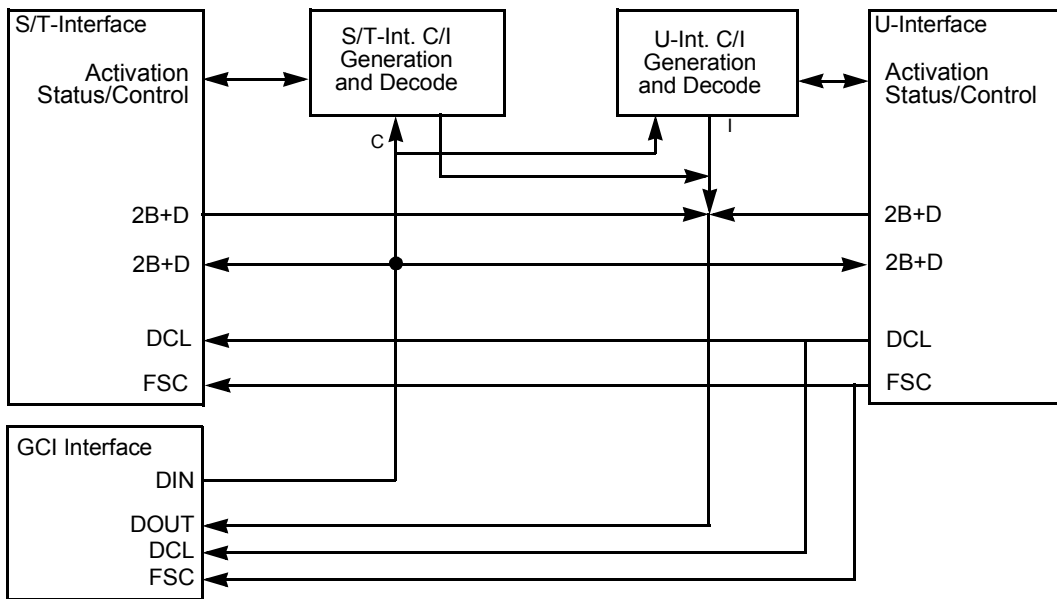 S/T-Interface
Activation
Status/Control
2B+D
2B+D
DCL
FSC
S/T-Int. C/I
Generation
and Decode
C
U-Int. C/I
Generation
and Decode
I
U-Interface
Activation
Status/Control
2B+D
2B+D
DCL
FSC
GCI Interface
DIN
DOUT
DCL
FSC